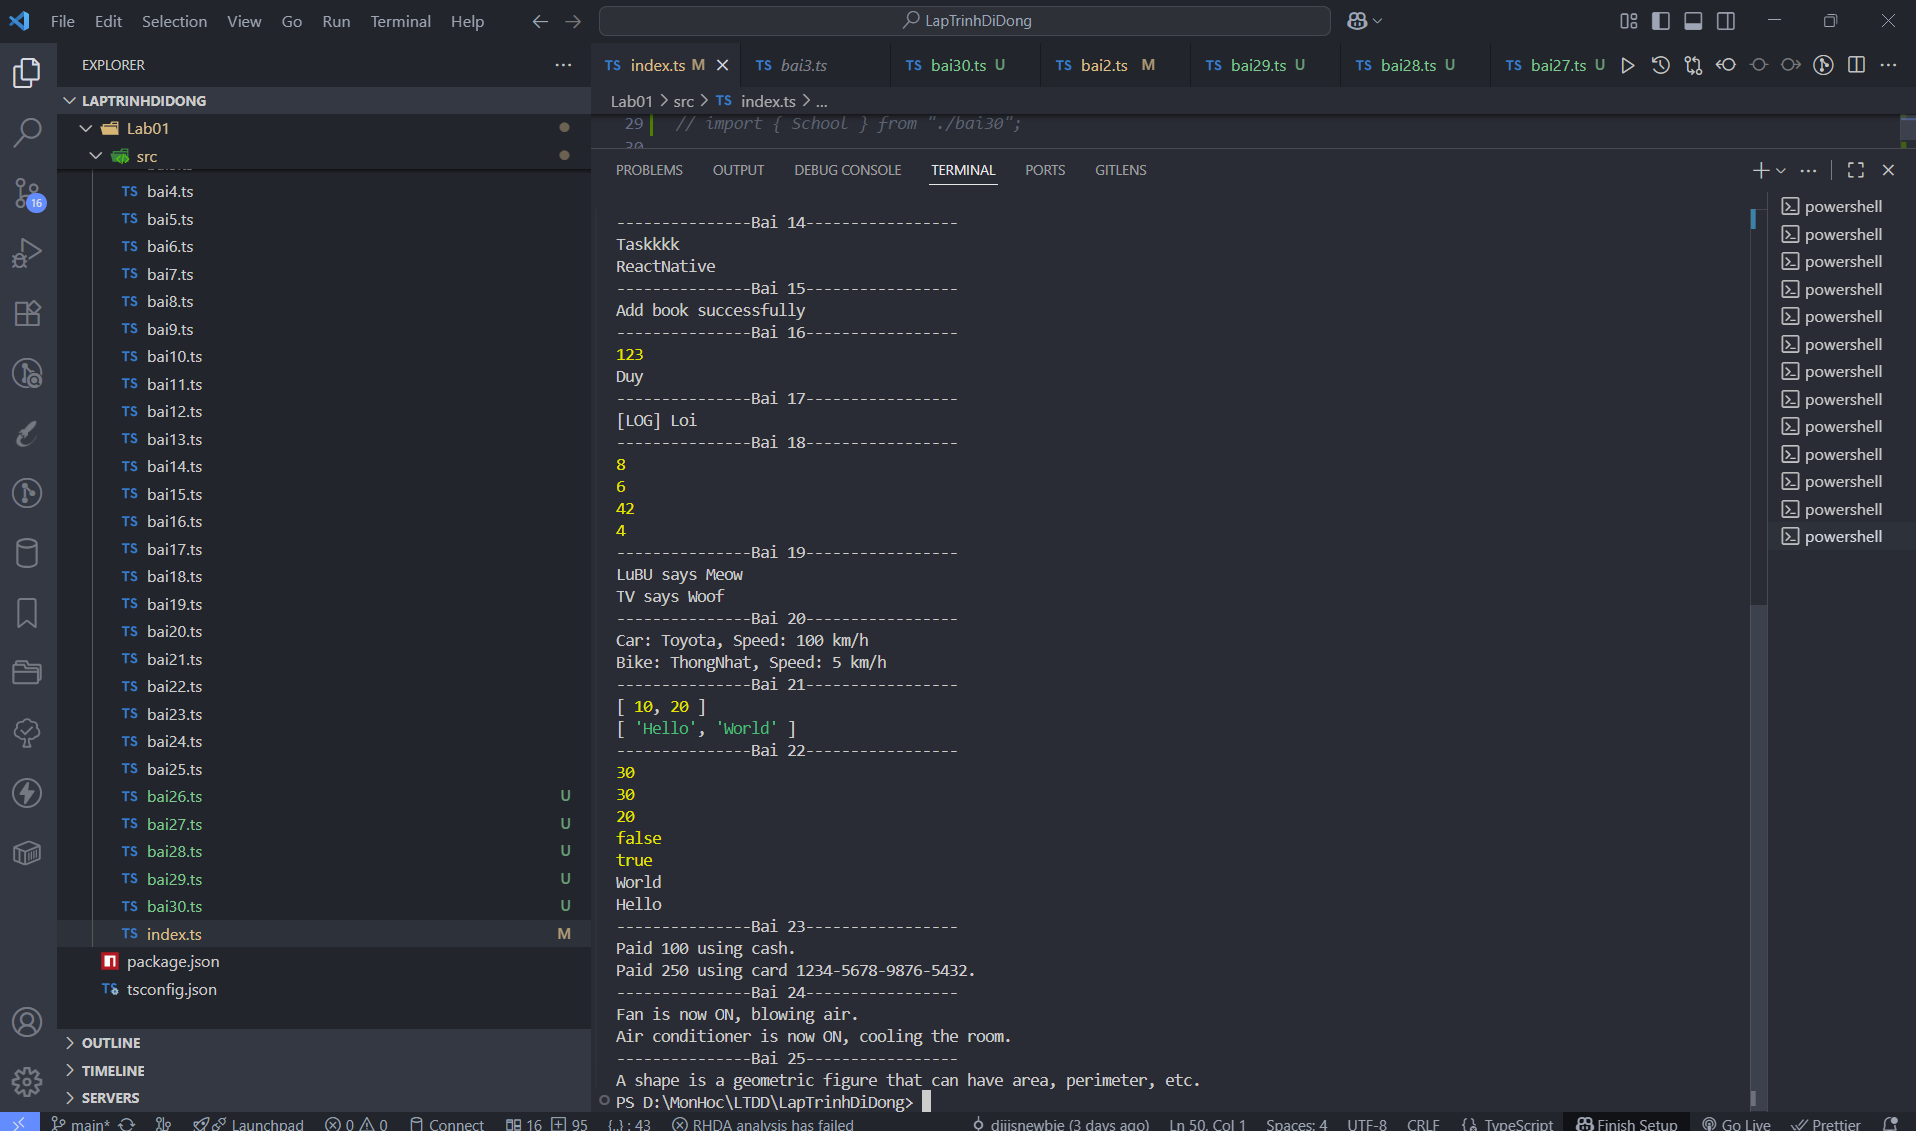 File Edit Selection View Go Run Terminal Help
LapTrinhDiDong
EXPLORER
LAPTRINHDIDONG
Lab01
src
TS bai4.ts
TS bai5.ts
TS bai6.ts
TS bai7.ts
TS bai8.ts
TS bai9.ts
TS bai10.ts
TS bai11.ts
TS bai12.ts
TS bai13.ts
TS bai14.ts
TS bai15.ts
TS bai16.ts
TS bai17.ts
TS bai18.ts
TS bai19.ts
TS bai20.ts
TS bai21.ts
TS bai22.ts
TS bai23.ts
TS bai24.ts
TS bai25.ts
TS bai26.ts U
TS bai27.ts U
TS bai28.ts U
TS bai29.ts U
TS bai30.ts U
TS index.ts M
package.json
TS tsconfig.json
OUTLINE
TIMELINE
SERVERS
16
TS index.ts M TS bai3.ts TS bai30.ts U TS bai2.ts M TS bai29.ts U TS bai28.ts U TS bai27.ts U
Lab01 > src > TS index.ts > ...
29 // import { School } from "./bai30";
30
PROBLEMS OUTPUT DEBUG CONSOLE TERMINAL PORTS GITLENS
---------------Bai 14-----------------
Taskkkk
ReactNative
---------------Bai 15-----------------
Add book successfully
---------------Bai 16-----------------
123
Duy
---------------Bai 17-----------------
[LOG] Loi
---------------Bai 18-----------------
8
6
42
4
---------------Bai 19-----------------
LuBU says Meow
TV says Woof
---------------Bai 20-----------------
Car: Toyota, Speed: 100 km/h
Bike: ThongNhat, Speed: 5 km/h
---------------Bai 21-----------------
[ 10, 20 ]
[ 'Hello', 'World' ]
---------------Bai 22-----------------
30
30
20
false
true
World
Hello
---------------Bai 23-----------------
Paid 100 using cash.
Paid 250 using card 1234-5678-9876-5432.
---------------Bai 24-----------------
Fan is now ON, blowing air.
Air conditioner is now ON, cooling the room.
---------------Bai 25-----------------
A shape is a geometric figure that can have area, perimeter, etc.
PS D:\MonHoc\LTDD\LapTrinhDiDong>
powershell
powershell
powershell
powershell
powershell
powershell
powershell
powershell
powershell
powershell
powershell
powershell
powershell
main* Launchpad 0 0 Connect 16 95 {..} : 43 RHDA analysis has failed diijsnewbie (3 days ago) Ln 50, Col 1 Spaces: 4 UTF-8 CRLF {} TypeScript Finish Setup Go Live Prettier